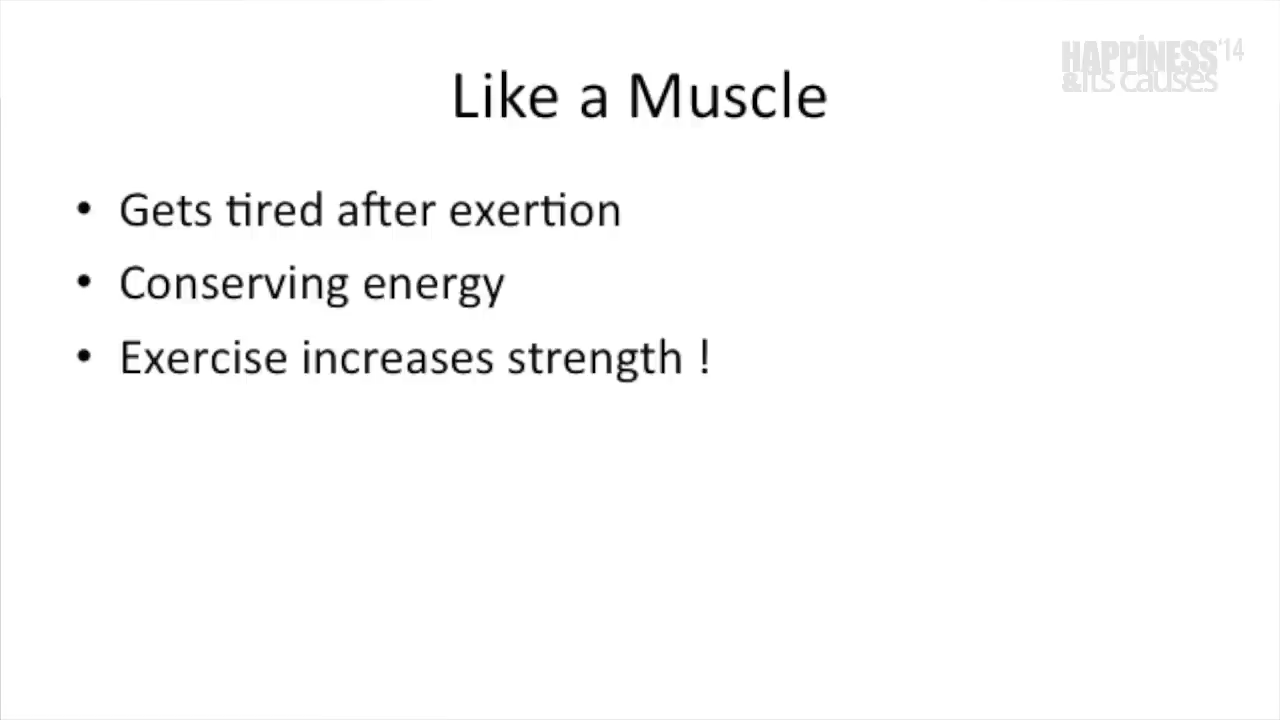 HAPPINESS '14
&its causes
Like a Muscle
• Gets tired after exertion
• Conserving energy
• Exercise increases strength !